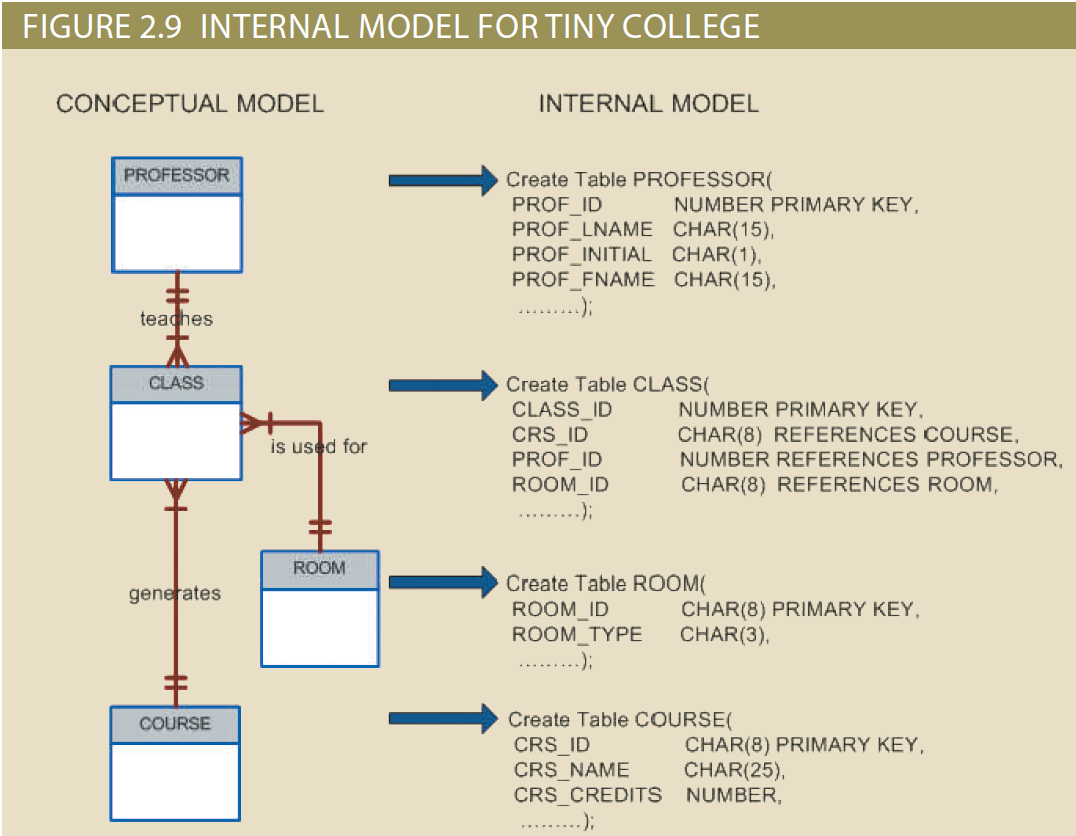 FIGURE 2.9 INTERNAL MODEL FOR TINY COLLEGE
CONCEPTUAL MODEL
PROFESSOR
teaches
CLASS
is used for
ROOM
generates
COURSE
INTERNAL MODEL
Create Table PROFESSOR(
PROF_ID NUMBER PRIMARY KEY,
PROF_LNAME CHAR(15),
PROF_INITIAL CHAR(1),
PROF_FNAME CHAR(15),
.........);
Create Table CLASS(
CLASS_ID NUMBER PRIMARY KEY,
CRS_ID CHAR(8) REFERENCES COURSE,
PROF_ID NUMBER REFERENCES PROFESSOR,
ROOM_ID CHAR(8) REFERENCES ROOM,
.........);
Create Table ROOM(
ROOM_ID CHAR(8) PRIMARY KEY,
ROOM_TYPE CHAR(3),
.........);
Create Table COURSE(
CRS_ID CHAR(8) PRIMARY KEY,
CRS_NAME CHAR(25),
CRS_CREDITS NUMBER,
.........);